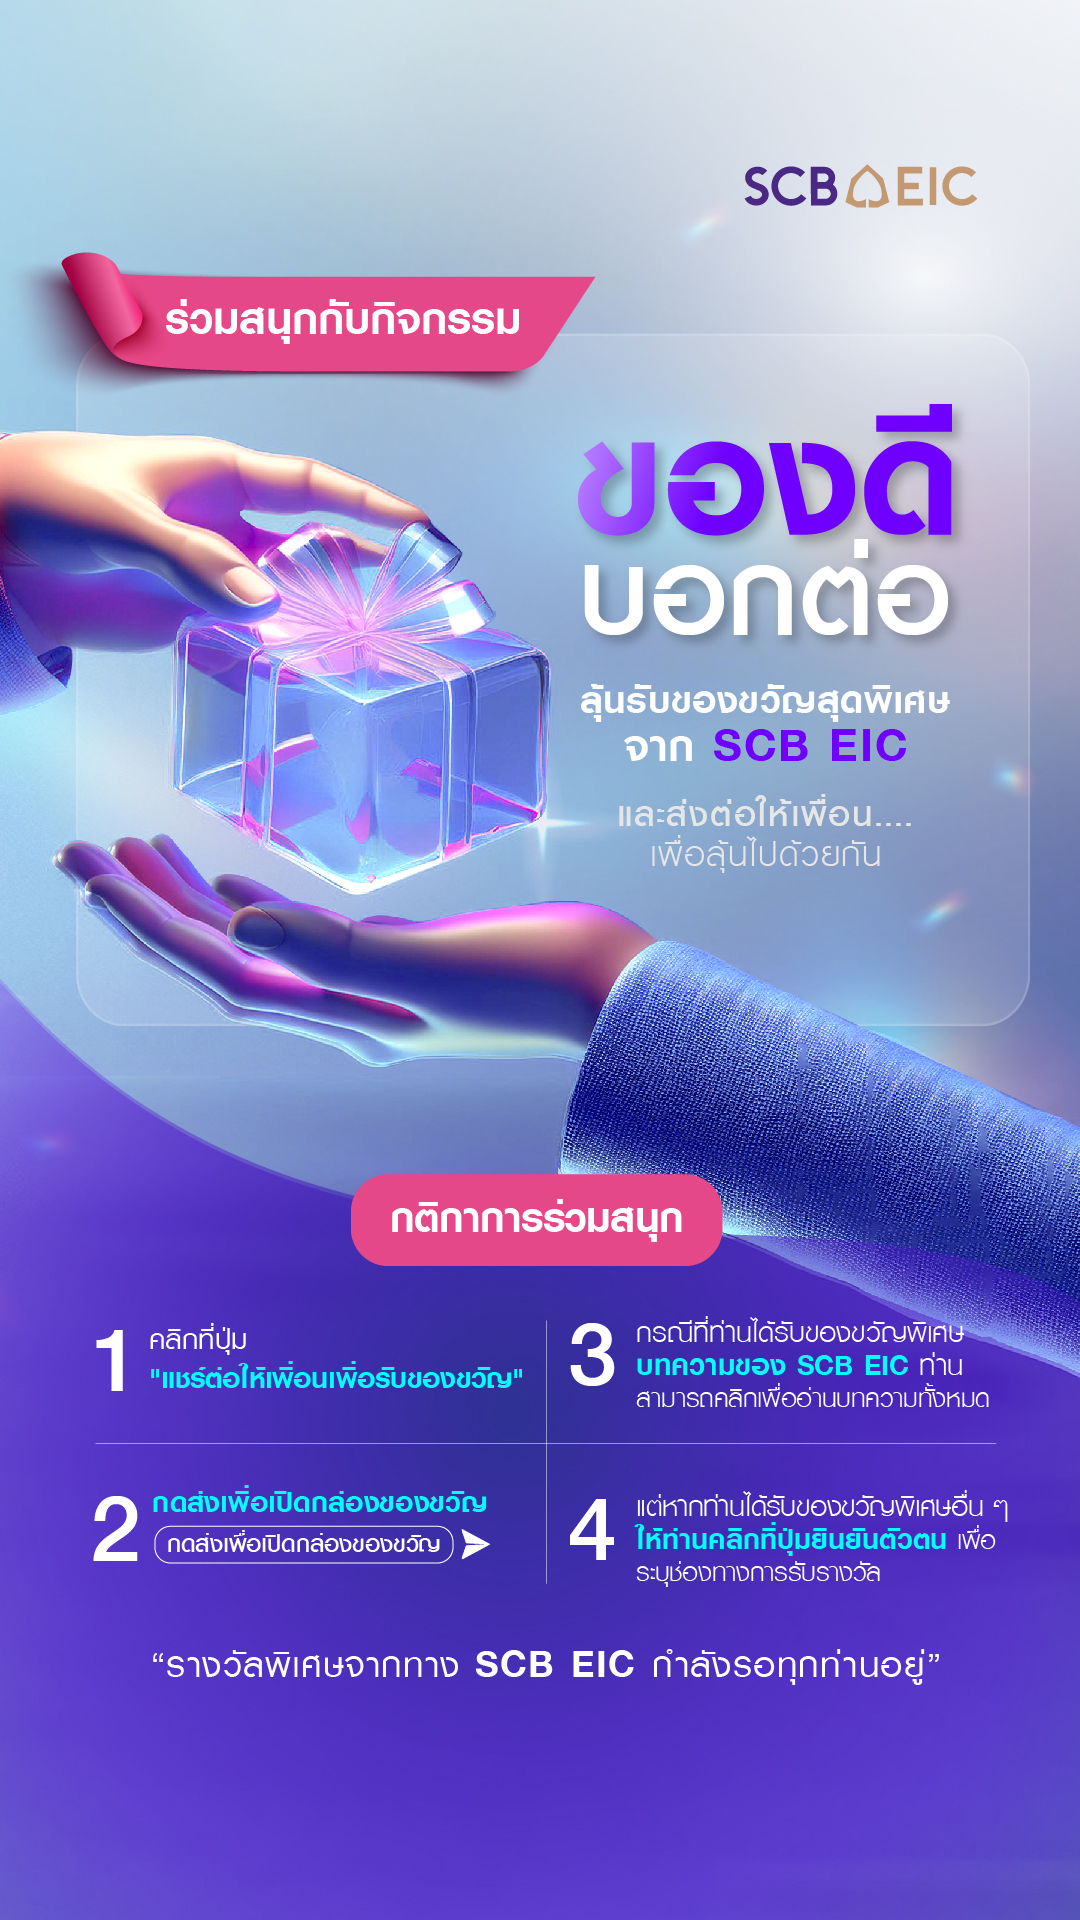 SCB EIC
ร่วมสนุกกับกิจกรรม
ของดี
บอกต่อ
ลุ้นรับของขวัญสุดพิเศษ
จาก SCB EIC
และส่งต่อให้เพื่อน....
เพื่อลุ้นไปด้วยกัน
กติกาการร่วมสนุก
1 คลิกที่ปุ่ม
"แชร์ต่อให้เพื่อนเพื่อรับของขวัญ"
2 กดส่งเพื่อเปิดกล่องของขวัญ
กดส่งเพื่อเปิดกล่องของขวัญ
3 กรณีที่ท่านได้รับของขวัญพิเศษ
บทความของ SCB EIC ท่าน
สามารถคลิกเพื่ออ่านบทความทั้งหมด
4 แต่หากท่านได้รับของขวัญพิเศษอื่น ๆ
ให้ท่านคลิกที่ปุ่มยืนยันตัวตน เพื่อ
ระบุช่องทางการรับรางวัล
“รางวัลพิเศษจากทาง SCB EIC กำลังรอทุกท่านอยู่”